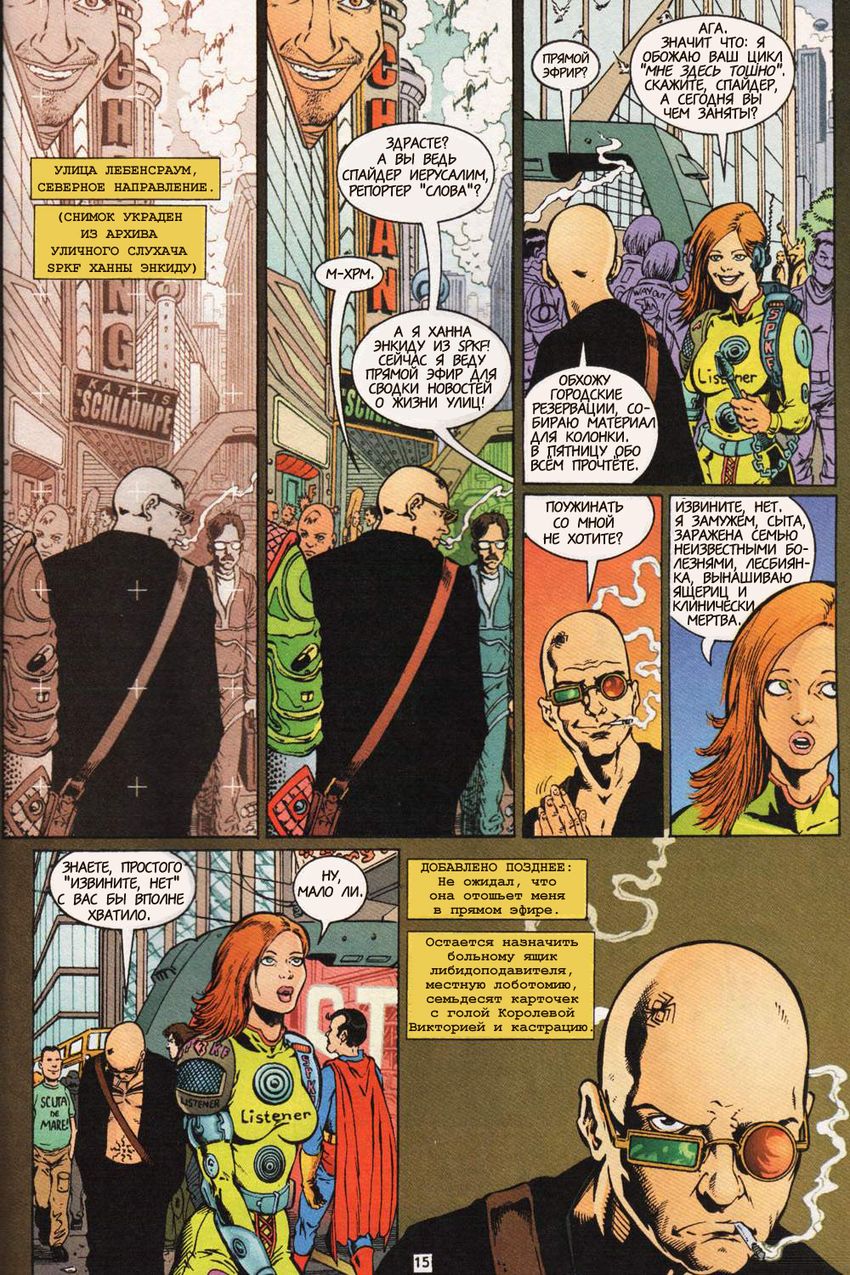 УЛИЦА ЛЕБЕНСРАУМ,
СЕВЕРНОЕ НАПРАВЛЕНИЕ.
(СНИМОК УКРАДЕН
ИЗ АРХИВА
УЛИЧНОГО СЛУХАЧА
SPKF ХАННЫ ЭНКИДУ)
KATZ IS
SCHLAUMPE
ЗДРАСТЕ?
А ВЫ ВЕДЬ
СПАЙДЕР ИЕРУСАЛИМ,
РЕПОРТЕР "СЛОВА"?
М-ХРМ.
А Я ХАННА
ЭНКИДУ ИЗ SPKF!
СЕЙЧАС Я ВЕДУ
ПРЯМОЙ ЭФИР ДЛЯ
СВОДКИ НОВОСТЕЙ
О ЖИЗНИ УЛИЦ!
ПРЯМОЙ
ЭФРИР?
АГА.
ЗНАЧИТ ЧТО: Я
ОБОЖАЮ ВАШ ЦИКЛ
"МНЕ ЗДЕСЬ ТОШНО".
СКАЖИТЕ, СПАЙДЕР,
А СЕГОДНЯ ВЫ
ЧЕМ ЗАНЯТЫ?
SPKF
Listener
ОБХОЖУ
ГОРОДСКИЕ
РЕЗЕРВАЦИИ, СО-
БИРАЮ МАТЕРИАЛ
ДЛЯ КОЛОНКИ.
В ПЯТНИЦУ ОБО
ВСЁМ ПРОЧТЁТЕ.
ПОУЖИНАТЬ
СО МНОЙ
НЕ ХОТИТЕ?
ИЗВИНИТЕ, НЕТ.
Я ЗАМУЖЕМ, СЫТА,
ЗАРАЖЕНА СЕМЬЮ
НЕИЗВЕСТНЫМИ БО-
ЛЕЗНЯМИ, ЛЕСБИЯН-
КА, ВЫНАШИВАЮ
ЯЩЕРИЦ И
КЛИНИЧЕСКИ
МЕРТВА.
ЗНАЕТЕ, ПРОСТОГО
"ИЗВИНИТЕ, НЕТ"
С ВАС БЫ ВПОЛНЕ
ХВАТИЛО.
НУ,
МАЛО ЛИ.
SCUTA
DE
MARE!
LISTENER
Listener
ДОБАВЛЕНО ПОЗДНЕЕ:
Не ожидал, что
она отошьет меня
в прямом эфире.
Остается назначить
больному ящик
либидоподавителя,
местную лоботомию,
семьдесят карточек
с голой Королевой
Викторией и кастрацию.
15